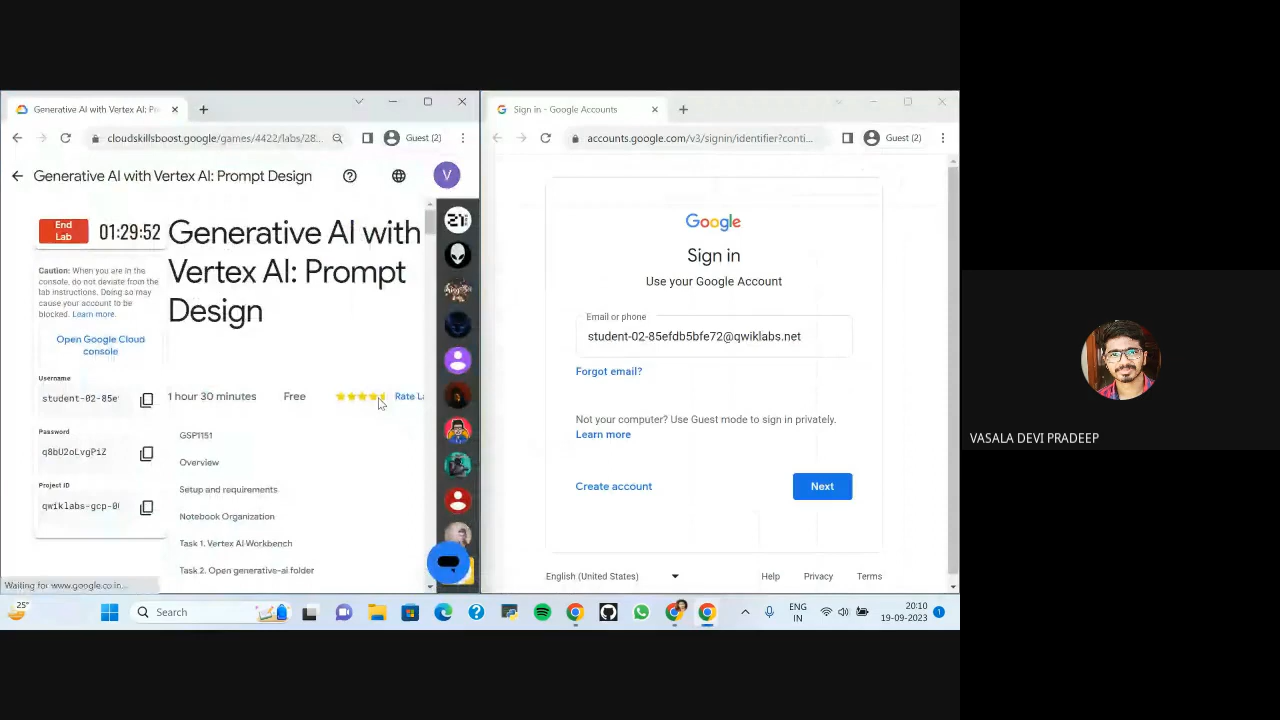 Generative AI with Vertex AI: Pr
cloudskillsboost.google/games/4422/labs/28...
Guest (2)
Generative AI with Vertex AI: Prompt Design
V
End
Lab
01:29:52
Caution: When you are in the
console, do not deviate from the
lab instructions. Doing so may
cause your account to be
blocked. Learn more.
Open Google Cloud
console
Username
student-02-85e
Password
q8bU2oLvgPiZ
Project ID
qwiklabs-gcp-0
Generative AI with
Vertex AI: Prompt
Design
1 hour 30 minutes
Free
Rate La
GSP1151
Overview
Setup and requirements
Notebook Organization
Task 1. Vertex AI Workbench
Task 2. Open generative-ai folder
Waiting for www.google.co.in...
Sign in - Google Accounts
accounts.google.com/v3/signin/identifier?conti...
Guest (2)
Google
Sign in
Use your Google Account
Email or phone
student-02-85efdb5bfe72@qwiklabs.net
Forgot email?
Not your computer? Use Guest mode to sign in privately.
Learn more
Create account
Next
English (United States)
Help
Privacy
Terms
25°
Search
ENG
IN
20:10
19-09-2023
1
VASALA DEVI PRADEEP